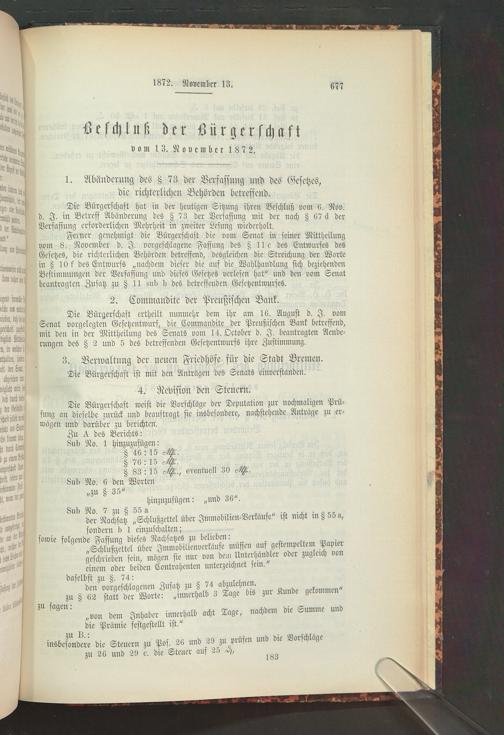 1872. November 13.
677
Beschluß der Bürgerschaft
vom 13. November 1872.
1. Abänderung des § 73 der Verfassung und des Gesetzes,
die richterlichen Behörden betreffend.
Die Bürgerschaft hat in der heutigen Sitzung ihren Beschluß vom 6. Nov.
d. J. in Betreff Abänderung des § 73 der Verfassung mit der nach § 67 d der
Verfassung erforderlichen Mehrheit in zweiter Lesung wiederholt.
Ferner genehmigt die Bürgerschaft die vom Senat in seiner Mittheilung
vom 8. November d. J. vorgeschlagene Fassung des § 11 c des Entwurfes des
Gesetzes, die richterlichen Behörden betreffend, desgleichen die Streichung der Worte
in § 10 f des Entwurfs „nachdem dieser die auf die Wahlhandlung sich beziehenden
Bestimmungen der Verfassung und dieses Gesetzes verlesen hat“ und den vom Senat
beantragten Zusatz zu § 11 sub b des betreffenden Gesetzentwurfes.
2. Commandite der Preußischen Bank.
Die Bürgerschaft ertheilt nunmehr dem ihr am 16. August d. J. vom
Senat vorgelegten Gesetzentwurf, die Commandite der Preußischen Bank betreffend,
mit den in der Mittheilung des Senats vom 14. October d. J. beantragten Aende-
rungen des § 2 und 5 des betreffenden Gesetzentwurfs ihre Zustimmung.
3. Verwaltung der neuen Friedhöfe für die Stadt Bremen.
Die Bürgerschaft ist mit den Anträgen des Senats einverstanden.
4. Revision der Steuern.
Die Bürgerschaft weist die Vorschläge der Deputation zur nochmaligen Prü-
fung an dieselbe zurück und beauftragt sie insbesondere, nachstehende Anträge zu er-
wägen und darüber zu berichten.
Zu A des Berichts:
Sub No. 1 hinzuzufügen:
§ 46: 15 ℳ.
§ 76: 15 ℳ.
§ 83: 15 ℳ., eventuell 30 ℳ.
Sub No. 6 den Worten
„zu § 35“
hinzuzufügen: „und 36“.
Sub No. 7 zu § 55 a
der Nachsatz „Schlußzettel über Immobilien-Verkäufe“ ist nicht in § 55 a,
sondern b 1 einzuschalten;
sowie folgende Fassung dieses Nachsatzes zu belieben:
„Schlußzettel über Immobilienverkäufe müssen auf gestempeltem Papier
geschrieben sein, mögen sie nur von dem Unterhändler oder zugleich von
einem oder beiden Contrahenten unterzeichnet sein.“
daselbst zu §. 74:
den vorgeschlagenen Zusatz zu § 74 abzulehnen.
zu § 62 statt der Worte: „innerhalb 3 Tage bis zur Kunde gekommen“
zu sagen:
„von dem Inhaber innerhalb acht Tage, nachdem die Summe und
die Prämie festgestellt ist.“
zu B.:
insbesondere die Steuern zu Pos. 26 und 29 zu prüfen und die Vorschläge
zu 26 und 29 c. die Steuer auf 25 ₰,
183